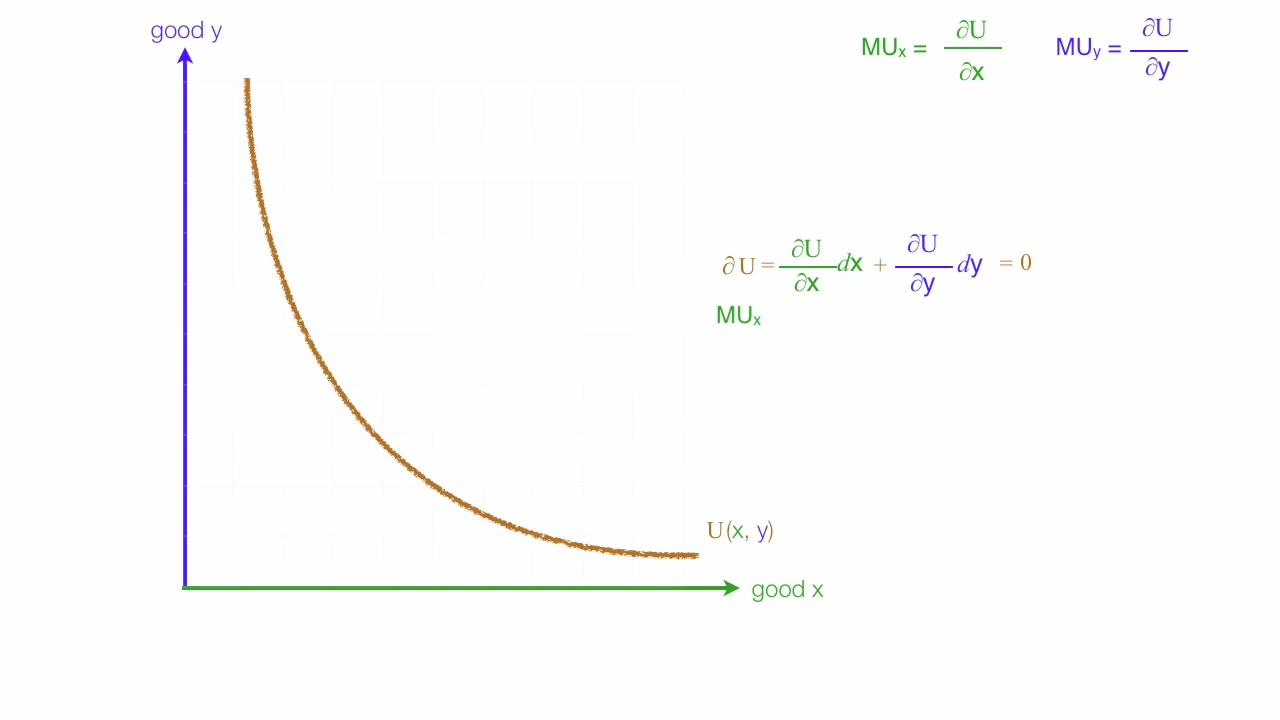 good y
MUx = ∂U/∂x MUy = ∂U/∂y
∂U = ∂U/∂x dx + ∂U/∂y dy = 0
MUx
U(x, y)
good x